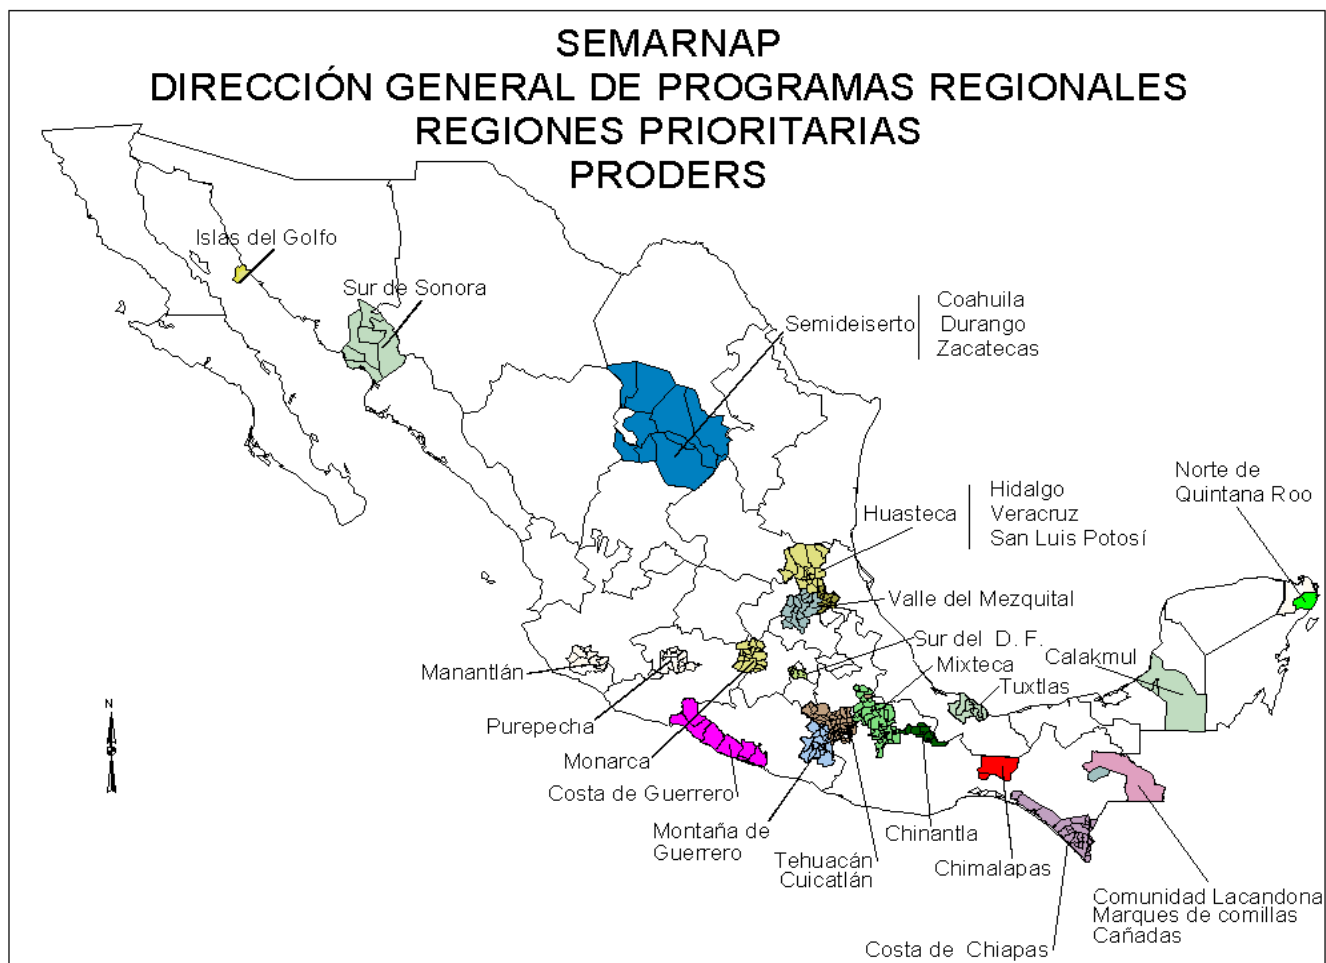 SEMARNAP
DIRECCIÓN GENERAL DE PROGRAMAS REGIONALES
REGIONES PRIORITARIAS
PRODERS
Islas del Golfo
Sur de Sonora
Semideiserto
Coahuila
Durango
Zacatecas
Norte de
Quintana Roo
Huasteca
Hidalgo
Veracruz
San Luis Potosí
Valle del Mezquital
Sur del D. F.
Mixteca
Calakmul
Tuxtlas
Manantlán
Purepecha
Monarca
Costa de Guerrero
Montaña de
Guerrero
Tehuacán
Cuicatlán
Chinantla
Chimalapas
Comunidad Lacandona
Marques de comillas
Cañadas
Costa de Chiapas
N